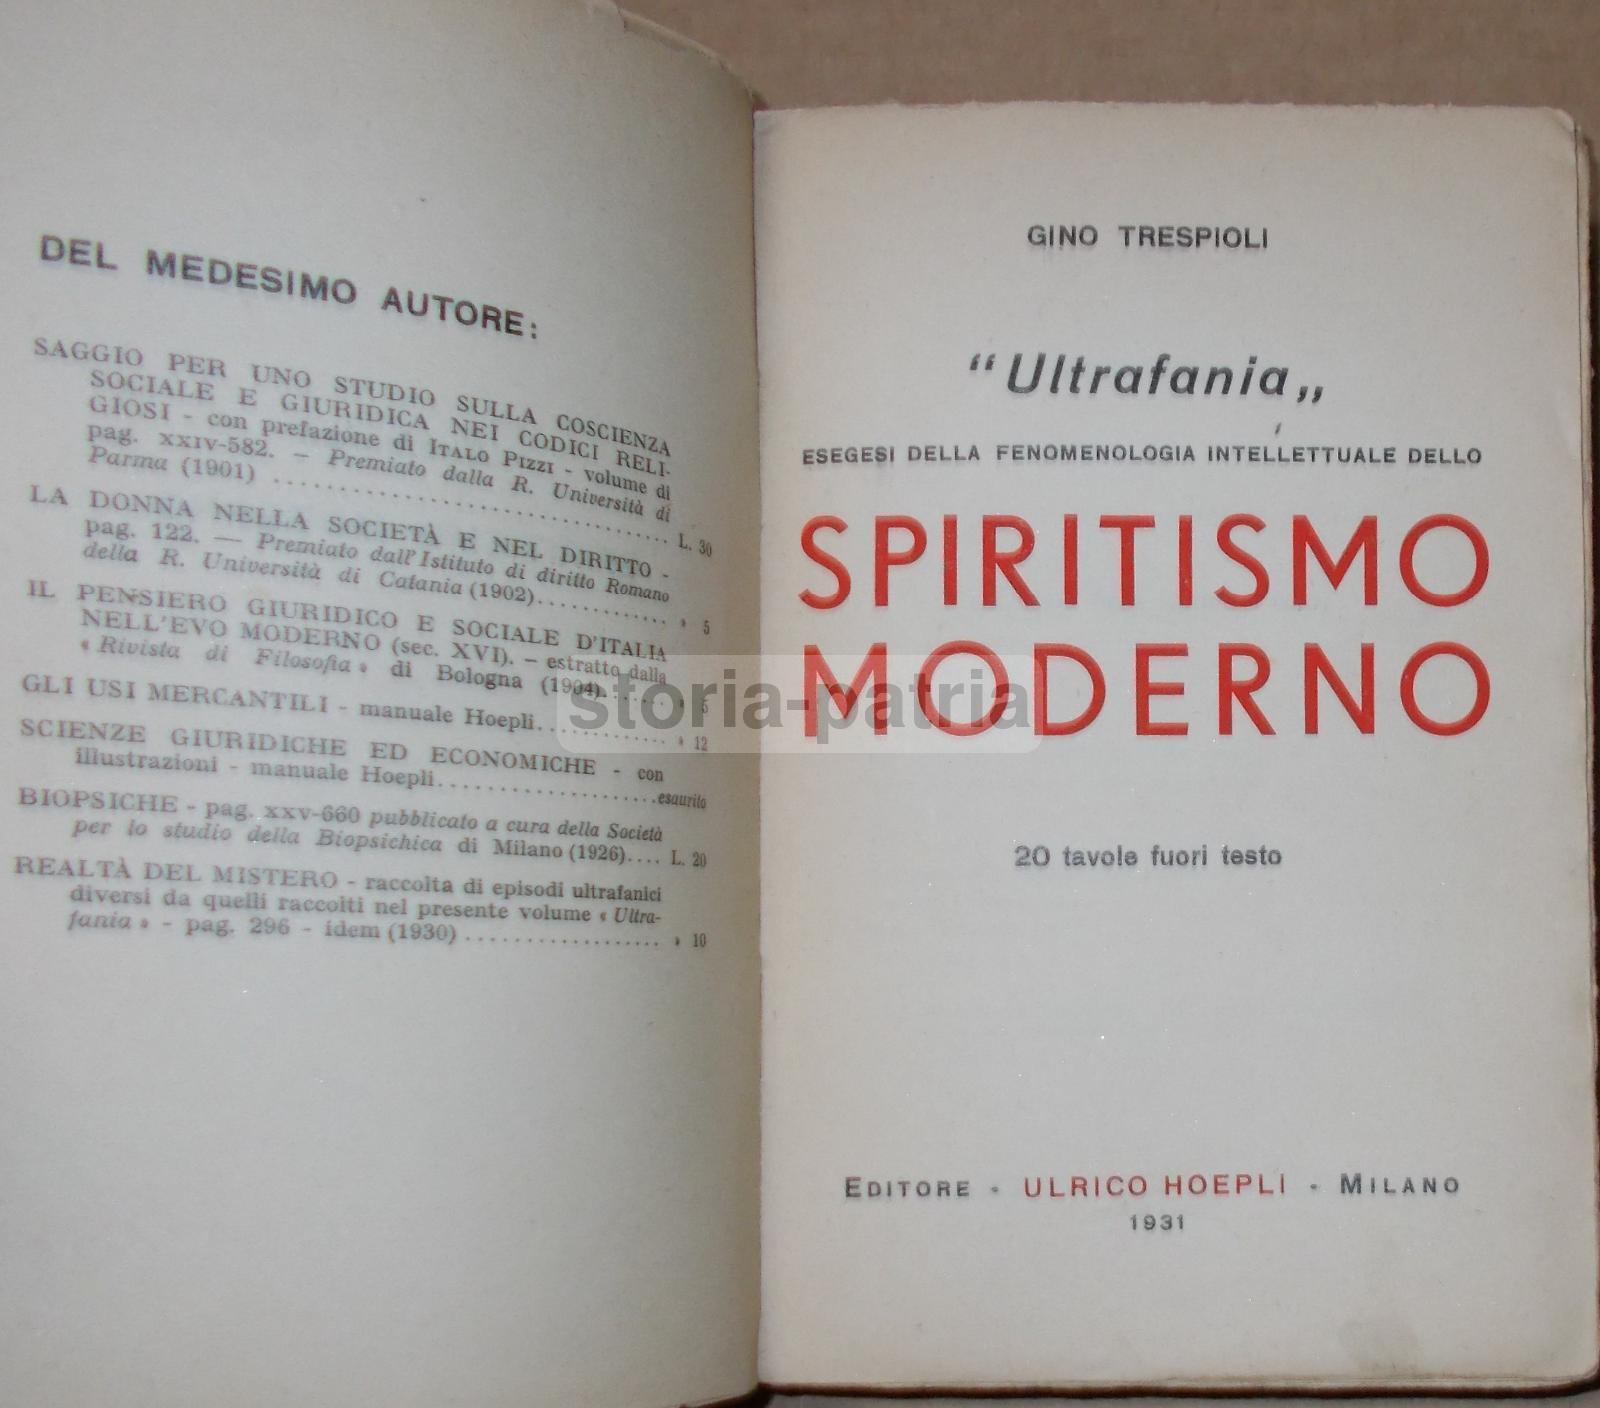 DEL MEDESIMO AUTORE:
SAGGIO PER UNO STUDIO SULLA COSCIENZA
SOCIALE E GIURIDICA NEI CODICI RELI-
GIOSI - con prefazione di ITALO PIZZI - volume di
pag. XXIV-582. — Premiato dalla R. Università di
Parma (1901) .......... L. 30
LA DONNA NELLA SOCIETÀ E NEL DIRITTO -
pag. 122. — Premiato dall'Istituto di diritto Romano
della R. Università di Catania (1902).......... » 5
IL PENSIERO GIURIDICO E SOCIALE D'ITALIA
NELL'EVO MODERNO (sec. XVI). - estratto dalla
« Rivista di Filosofia » di Bologna (1904).......... » 5
GLI USI MERCANTILI - manuale Hoepli.......... » 12
SCIENZE GIURIDICHE ED ECONOMICHE - con
illustrazioni - manuale Hoepli.......... esaurito
BIOPSICHE - pag. XXV-660 pubblicato a cura della Società
per lo studio della Biopsichica di Milano (1926).... L. 20
REALTÀ DEL MISTERO - raccolta di episodi ultrafanici
diversi da quelli raccolti nel presente volume « Ultra-
fania » - pag. 296 - idem (1930) .......... » 10
GINO TRESPIOLI
"Ultrafania„
ESEGESI DELLA FENOMENOLOGIA INTELLETTUALE DELLO
SPIRITISMO
MODERNO
20 tavole fuori testo
EDITORE - ULRICO HOEPLI - MILANO
1931
storia-patria